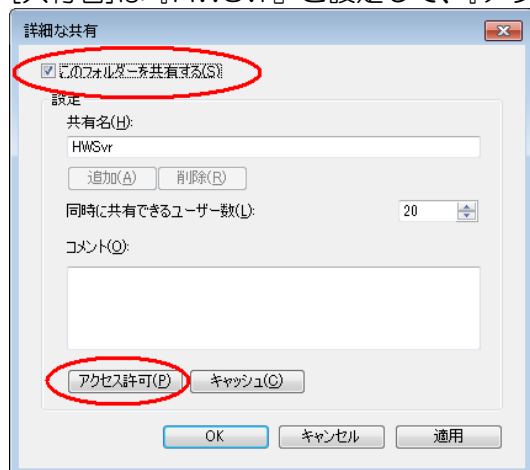 詳細な共有
このフォルダーを共有する(S)
設定
共有名(H):
HWSvr
追加(A) 削除(R)
同時に共有できるユーザー数(L): 20
コメント(O):
アクセス許可(P) キャッシュ(C)
OK キャンセル 適用